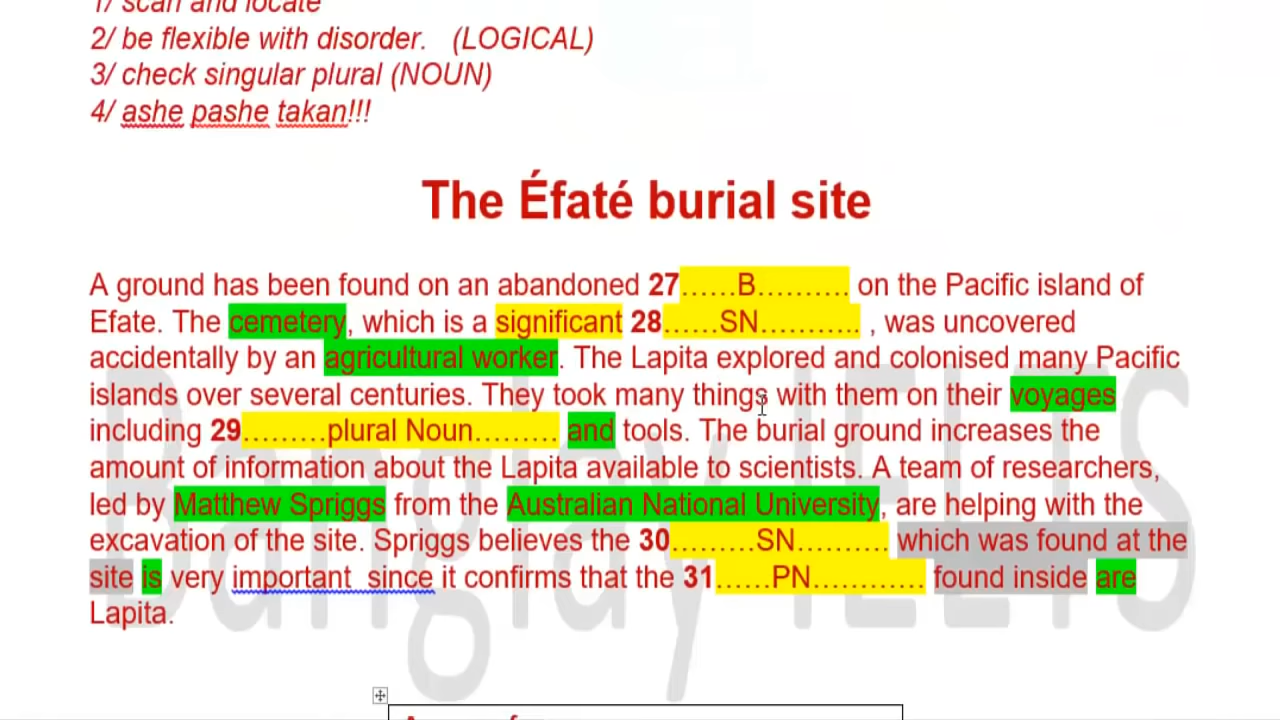 1/ scan and locate
2/ be flexible with disorder. (LOGICAL)
3/ check singular plural (NOUN)
4/ ashe pashe takan!!!
The Éfaté burial site
A ground has been found on an abandoned 27......B.......... on the Pacific island of
Efate. The cemetery, which is a significant 28......SN........... , was uncovered
accidentally by an agricultural worker. The Lapita explored and colonised many Pacific
islands over several centuries. They took many things with them on their voyages
including 29.........plural Noun......... and tools. The burial ground increases the
amount of information about the Lapita available to scientists. A team of researchers,
led by Matthew Spriggs from the Australian National University, are helping with the
excavation of the site. Spriggs believes the 30.........SN.......... which was found at the
site is very important since it confirms that the 31......PN............ found inside are
Lapita.
Banglay IELTS